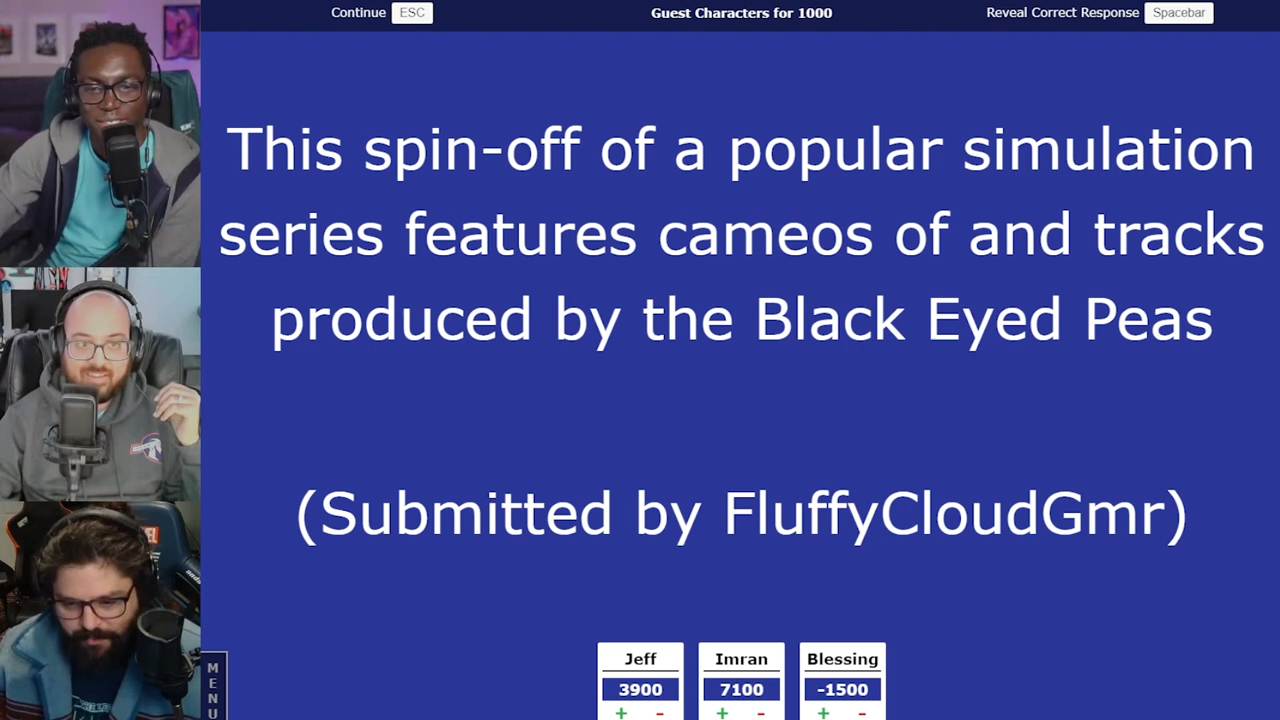 Continue ESC Guest Characters for 1000 Reveal Correct Response Spacebar
This spin-off of a popular simulation
series features cameos of and tracks
produced by the Black Eyed Peas
(Submitted by FluffyCloudGmr)
MENU
Jeff Imran Blessing
3900 7100 -1500
+ - + - + -